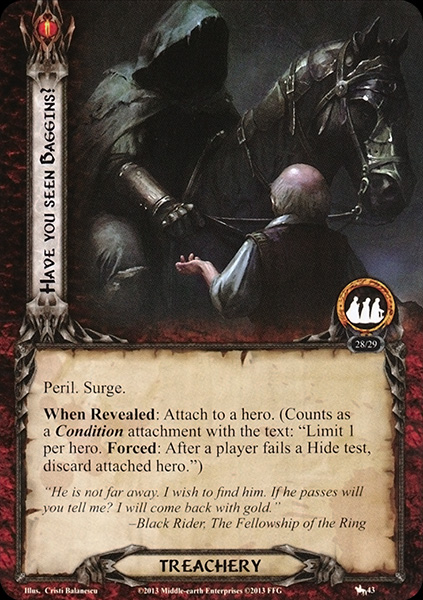 HAVE YOU SEEN BAGGINS?
28/29
Peril. Surge.
When Revealed: Attach to a hero. (Counts as
a Condition attachment with the text: “Limit 1
per hero. Forced: After a player fails a Hide test,
discard attached hero.”)
“He is not far away. I wish to find him. If he passes will
you tell me? I will come back with gold.”
–Black Rider, The Fellowship of the Ring
TREACHERY
Illus. Cristi Balanescu
©2013 Middle-earth Enterprises ©2013 FFG
43